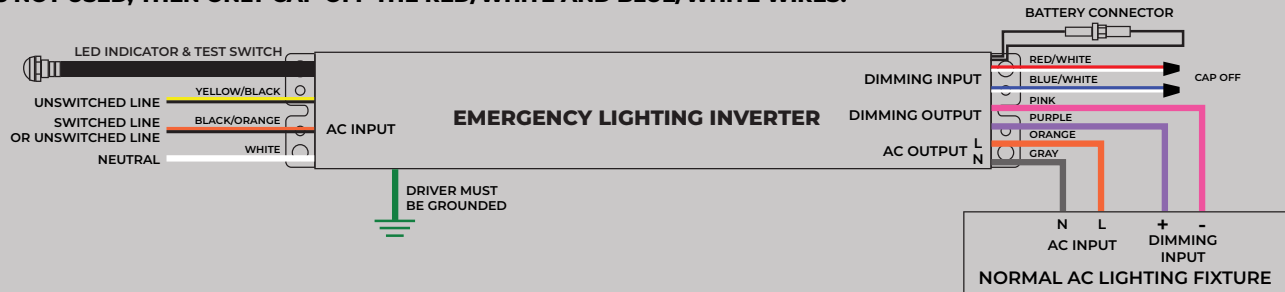 NOT USED, THEN ONLY CAP OFF THE RED/WHITE AND BLUE/WHITE WIRES.
BATTERY CONNECTOR
LED INDICATOR & TEST SWITCH
YELLOW/BLACK
UNSWITCHED LINE
BLACK/ORANGE
SWITCHED LINE
OR UNSWITCHED LINE
WHITE
NEUTRAL
AC INPUT
EMERGENCY LIGHTING INVERTER
DIMMING INPUT
DIMMING OUTPUT
AC OUTPUT
L
N
RED/WHITE
BLUE/WHITE
CAP OFF
PINK
PURPLE
ORANGE
GRAY
DRIVER MUST
BE GROUNDED
N L + -
AC INPUT
DIMMING
INPUT
NORMAL AC LIGHTING FIXTURE